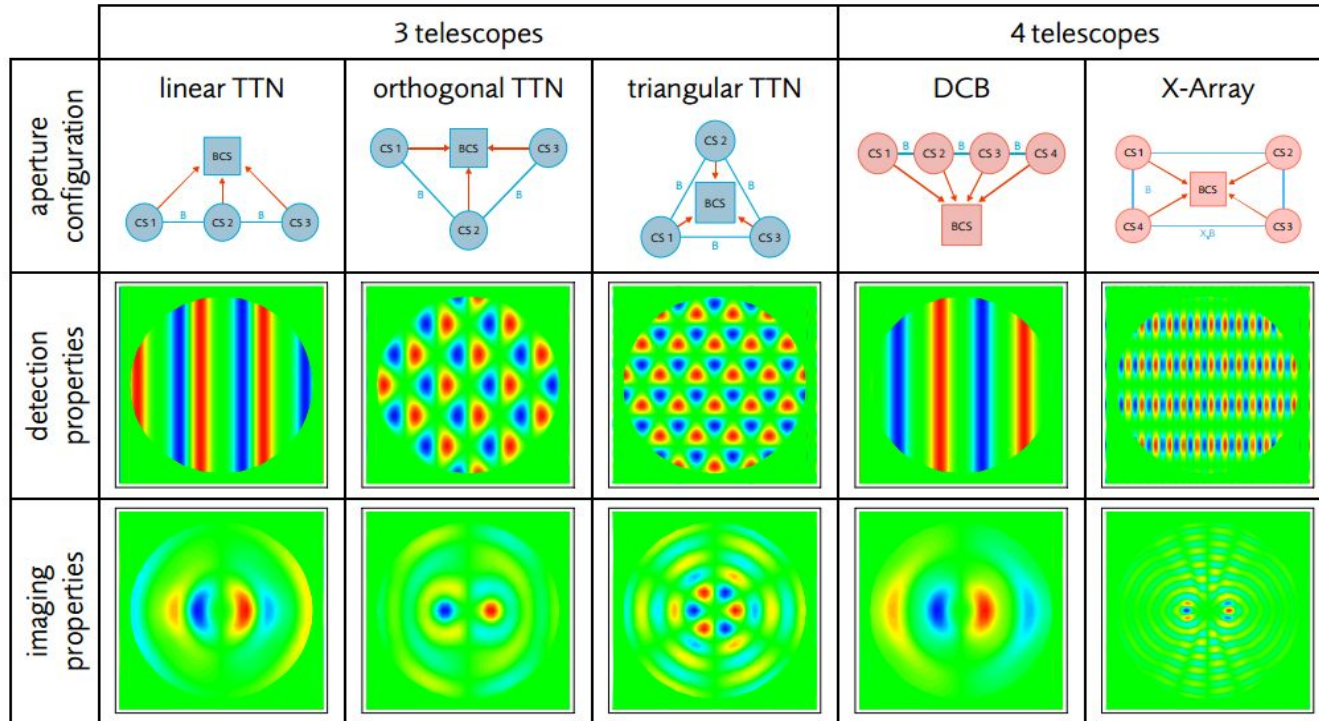 3 telescopes
4 telescopes
aperture
configuration
linear TTN
orthogonal TTN
triangular TTN
DCB
X-Array
BCS
CS 1
B
CS 2
B
CS 3
CS 1
BCS
CS 3
B
B
CS 2
CS 2
B
B
BCS
CS 1
B
CS 3
CS 1
B
CS 2
B
CS 3
B
CS 4
BCS
CS 1
CS 2
B
BCS
CS 4
X*B
CS 3
detection
properties
imaging
properties